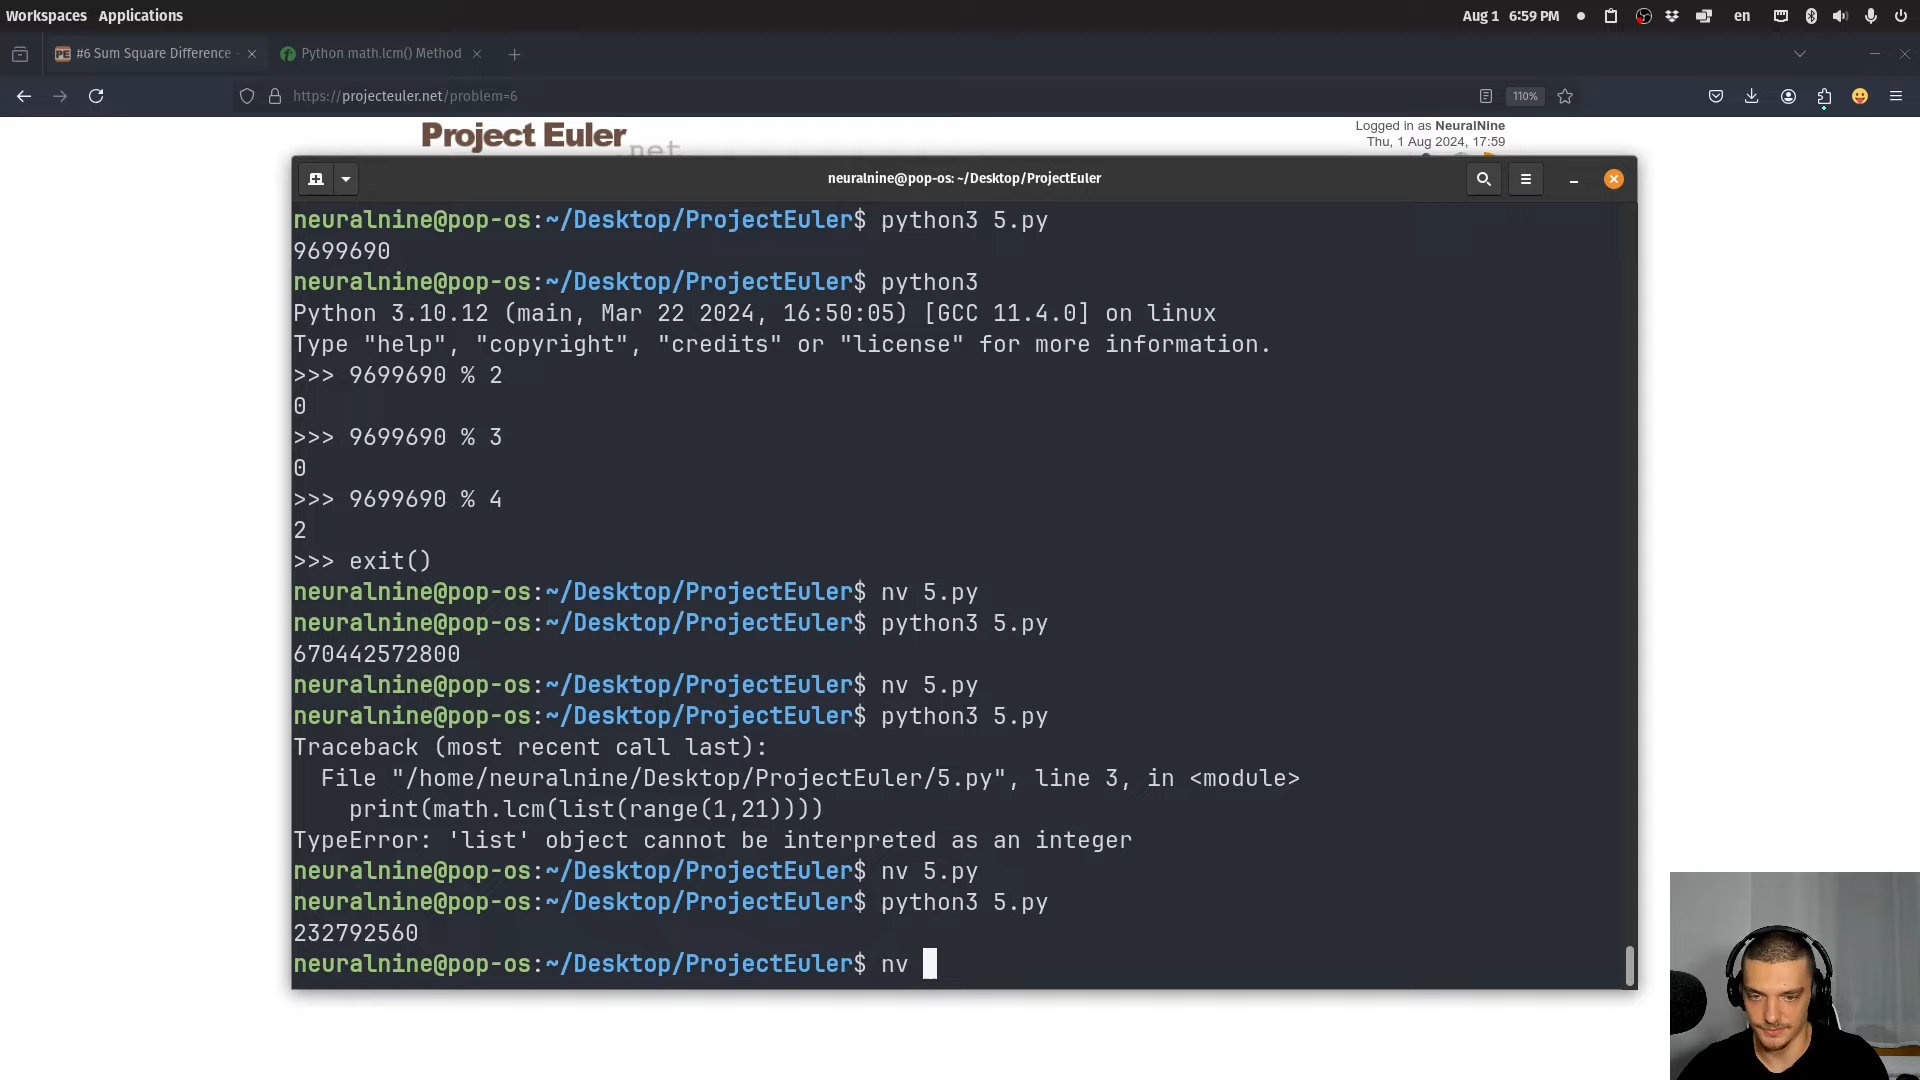 Workspaces Applications
Aug 1 6:59 PM
en
#6 Sum Square Difference
Python math.lcm() Method
https://projecteuler.net/problem=6
110%
Project Euler
.net
Logged in as NeuralNine
Thu, 1 Aug 2024, 17:59
neuralnine@pop-os: ~/Desktop/ProjectEuler
neuralnine@pop-os:~/Desktop/ProjectEuler$ python3 5.py
9699690
neuralnine@pop-os:~/Desktop/ProjectEuler$ python3
Python 3.10.12 (main, Mar 22 2024, 16:50:05) [GCC 11.4.0] on linux
Type "help", "copyright", "credits" or "license" for more information.
>>> 9699690 % 2
0
>>> 9699690 % 3
0
>>> 9699690 % 4
2
>>> exit()
neuralnine@pop-os:~/Desktop/ProjectEuler$ nv 5.py
neuralnine@pop-os:~/Desktop/ProjectEuler$ python3 5.py
670442572800
neuralnine@pop-os:~/Desktop/ProjectEuler$ nv 5.py
neuralnine@pop-os:~/Desktop/ProjectEuler$ python3 5.py
Traceback (most recent call last):
  File "/home/neuralnine/Desktop/ProjectEuler/5.py", line 3, in <module>
    print(math.lcm(list(range(1,21))))
TypeError: 'list' object cannot be interpreted as an integer
neuralnine@pop-os:~/Desktop/ProjectEuler$ nv 5.py
neuralnine@pop-os:~/Desktop/ProjectEuler$ python3 5.py
232792560
neuralnine@pop-os:~/Desktop/ProjectEuler$ nv